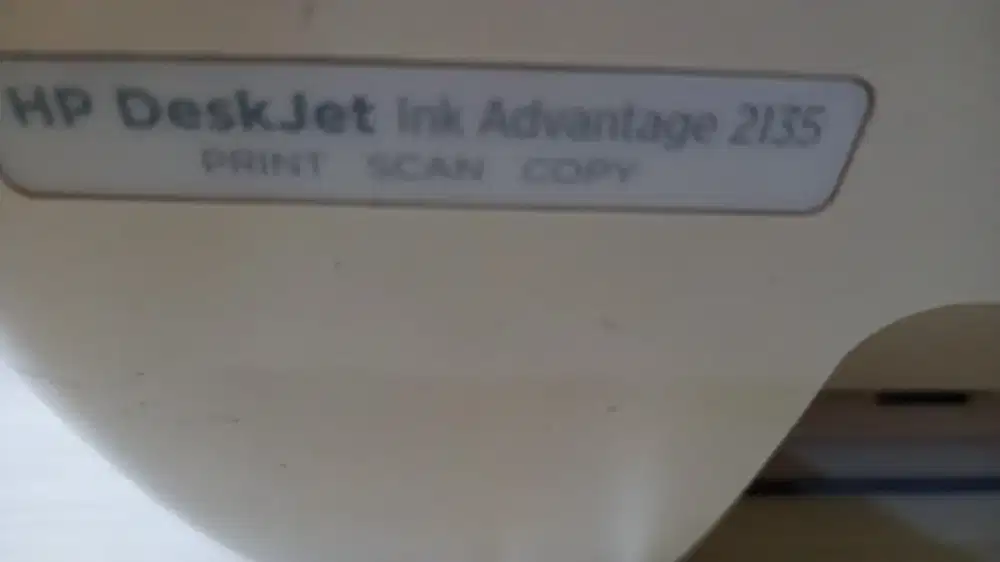 HP DeskJet Ink Advantage 2135
PRINT SCAN COPY